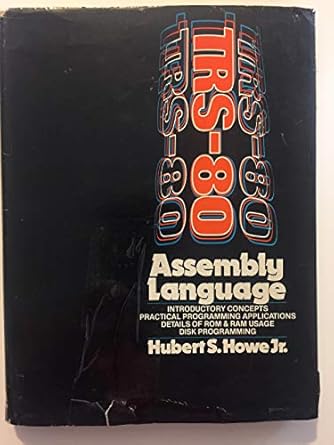 TRS-80
TRS-80
TRS-80
Assembly
Language
INTRODUCTORY CONCEPTS
PRACTICAL PROGRAMMING APPLICATIONS
DETAILS OF ROM & RAM USAGE
DISK PROGRAMMING
Hubert S. Howe Jr.